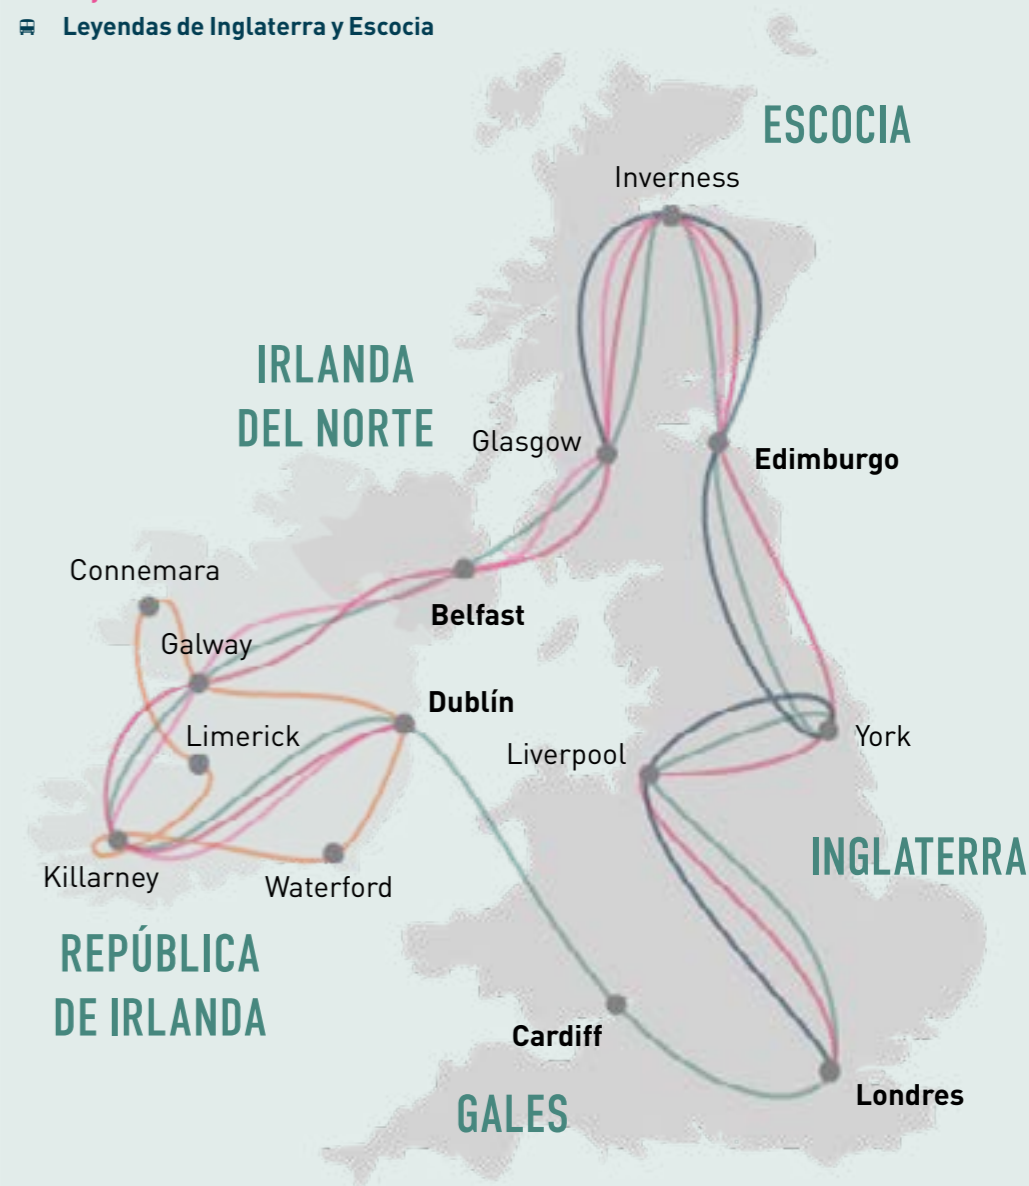 Leyendas de Inglaterra y Escocia
ESCOCIA
Inverness
IRLANDA
DEL NORTE
Glasgow
Edimburgo
Connemara
Belfast
Galway
Dublín
Limerick
York
Liverpool
INGLATERRA
Killarney
Waterford
REPÚBLICA
DE IRLANDA
Cardiff
Londres
GALES